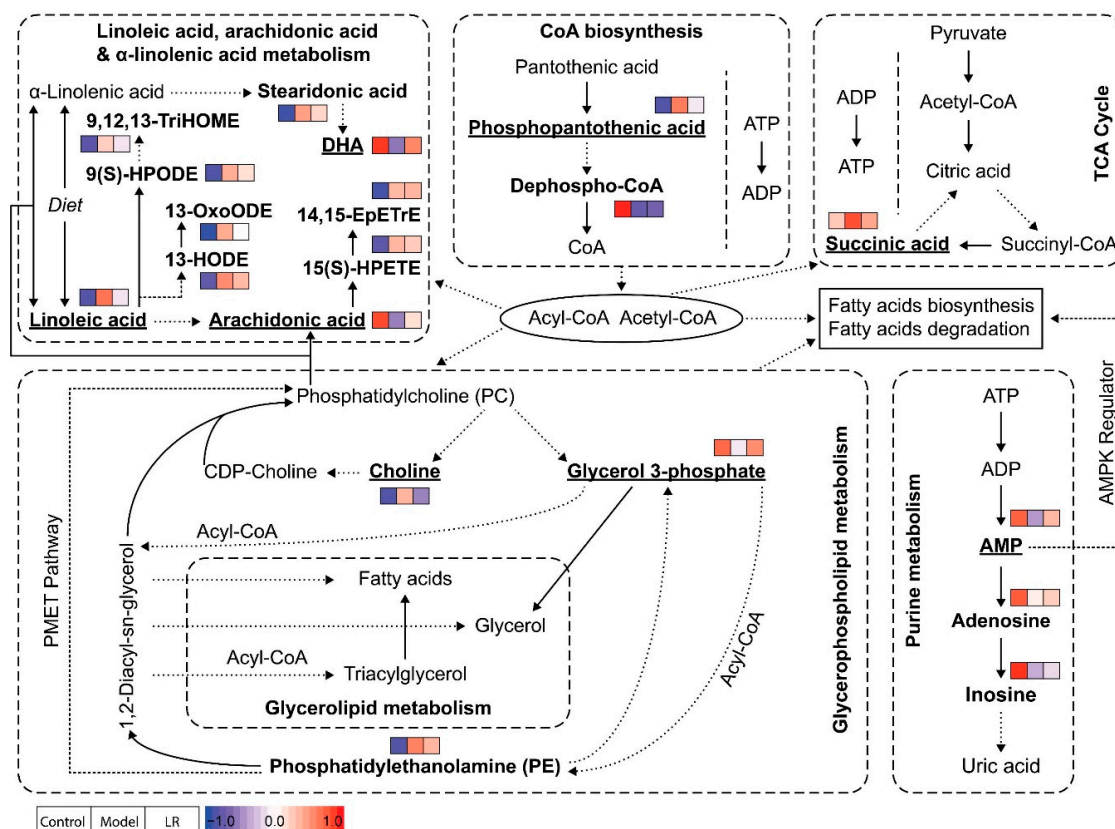 Linoleic acid, arachidonic acid
& α-linolenic acid metabolism
α-Linolenic acid
Stearidonic acid
9,12,13-TriHOME
DHA
9(S)-HPODE
Diet
13-OxoODE
14,15-EpETrE
13-HODE
15(S)-HPETE
Linoleic acid
Arachidonic acid
CoA biosynthesis
Pantothenic acid
Phosphopantothenic acid
Dephospho-CoA
CoA
ATP
ADP
Pyruvate
ADP
Acetyl-CoA
ATP
Citric acid
Succinic acid
Succinyl-CoA
TCA Cycle
Acyl-CoA Acetyl-CoA
Fatty acids biosynthesis
Fatty acids degradation
Phosphatidylcholine (PC)
CDP-Choline
Choline
Glycerol 3-phosphate
Acyl-CoA
PMET Pathway
1,2-Diacyl-sn-glycerol
Fatty acids
Glycerol
Acyl-CoA
Triacylglycerol
Glycerolipid metabolism
Acyl-CoA
Phosphatidylethanolamine (PE)
Glycerophospholipid metabolism
Purine metabolism
ATP
ADP
AMP
Adenosine
Inosine
Uric acid
AMPK Regulator
Control Model LR
-1.0 0.0 1.0